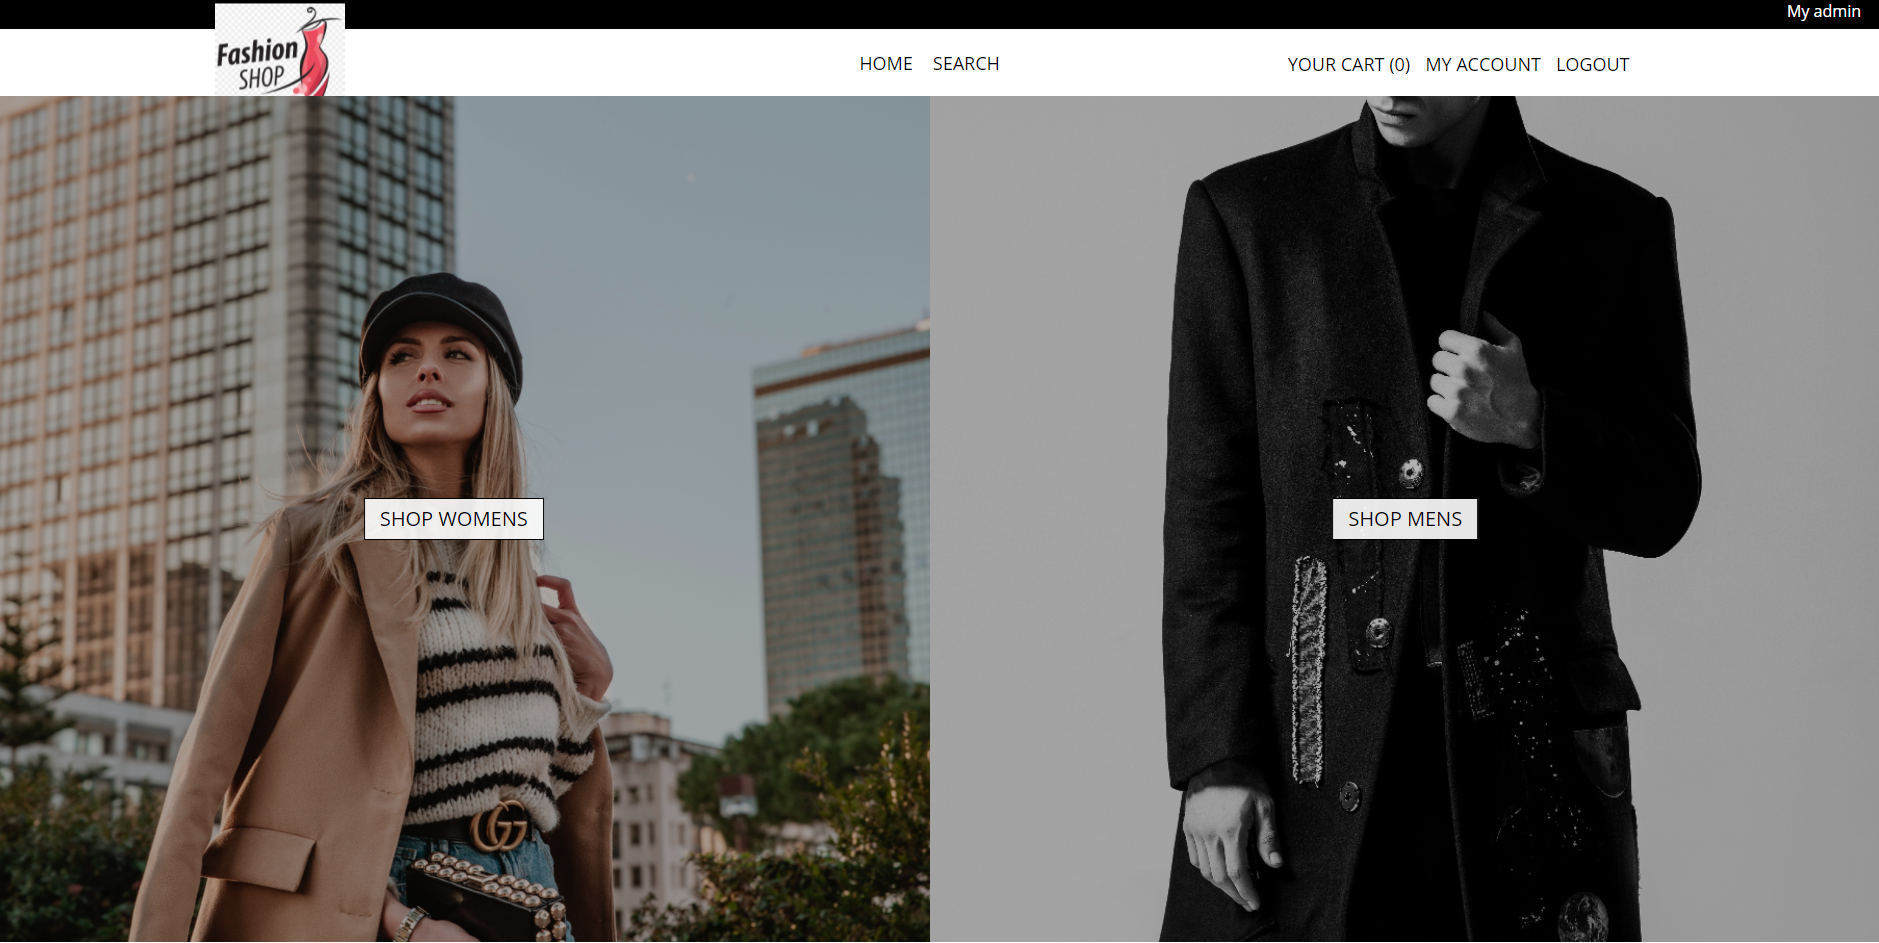 My admin
Fashion
SHOP
HOME SEARCH
YOUR CART (0) MY ACCOUNT LOGOUT
SHOP WOMENS
SHOP MENS